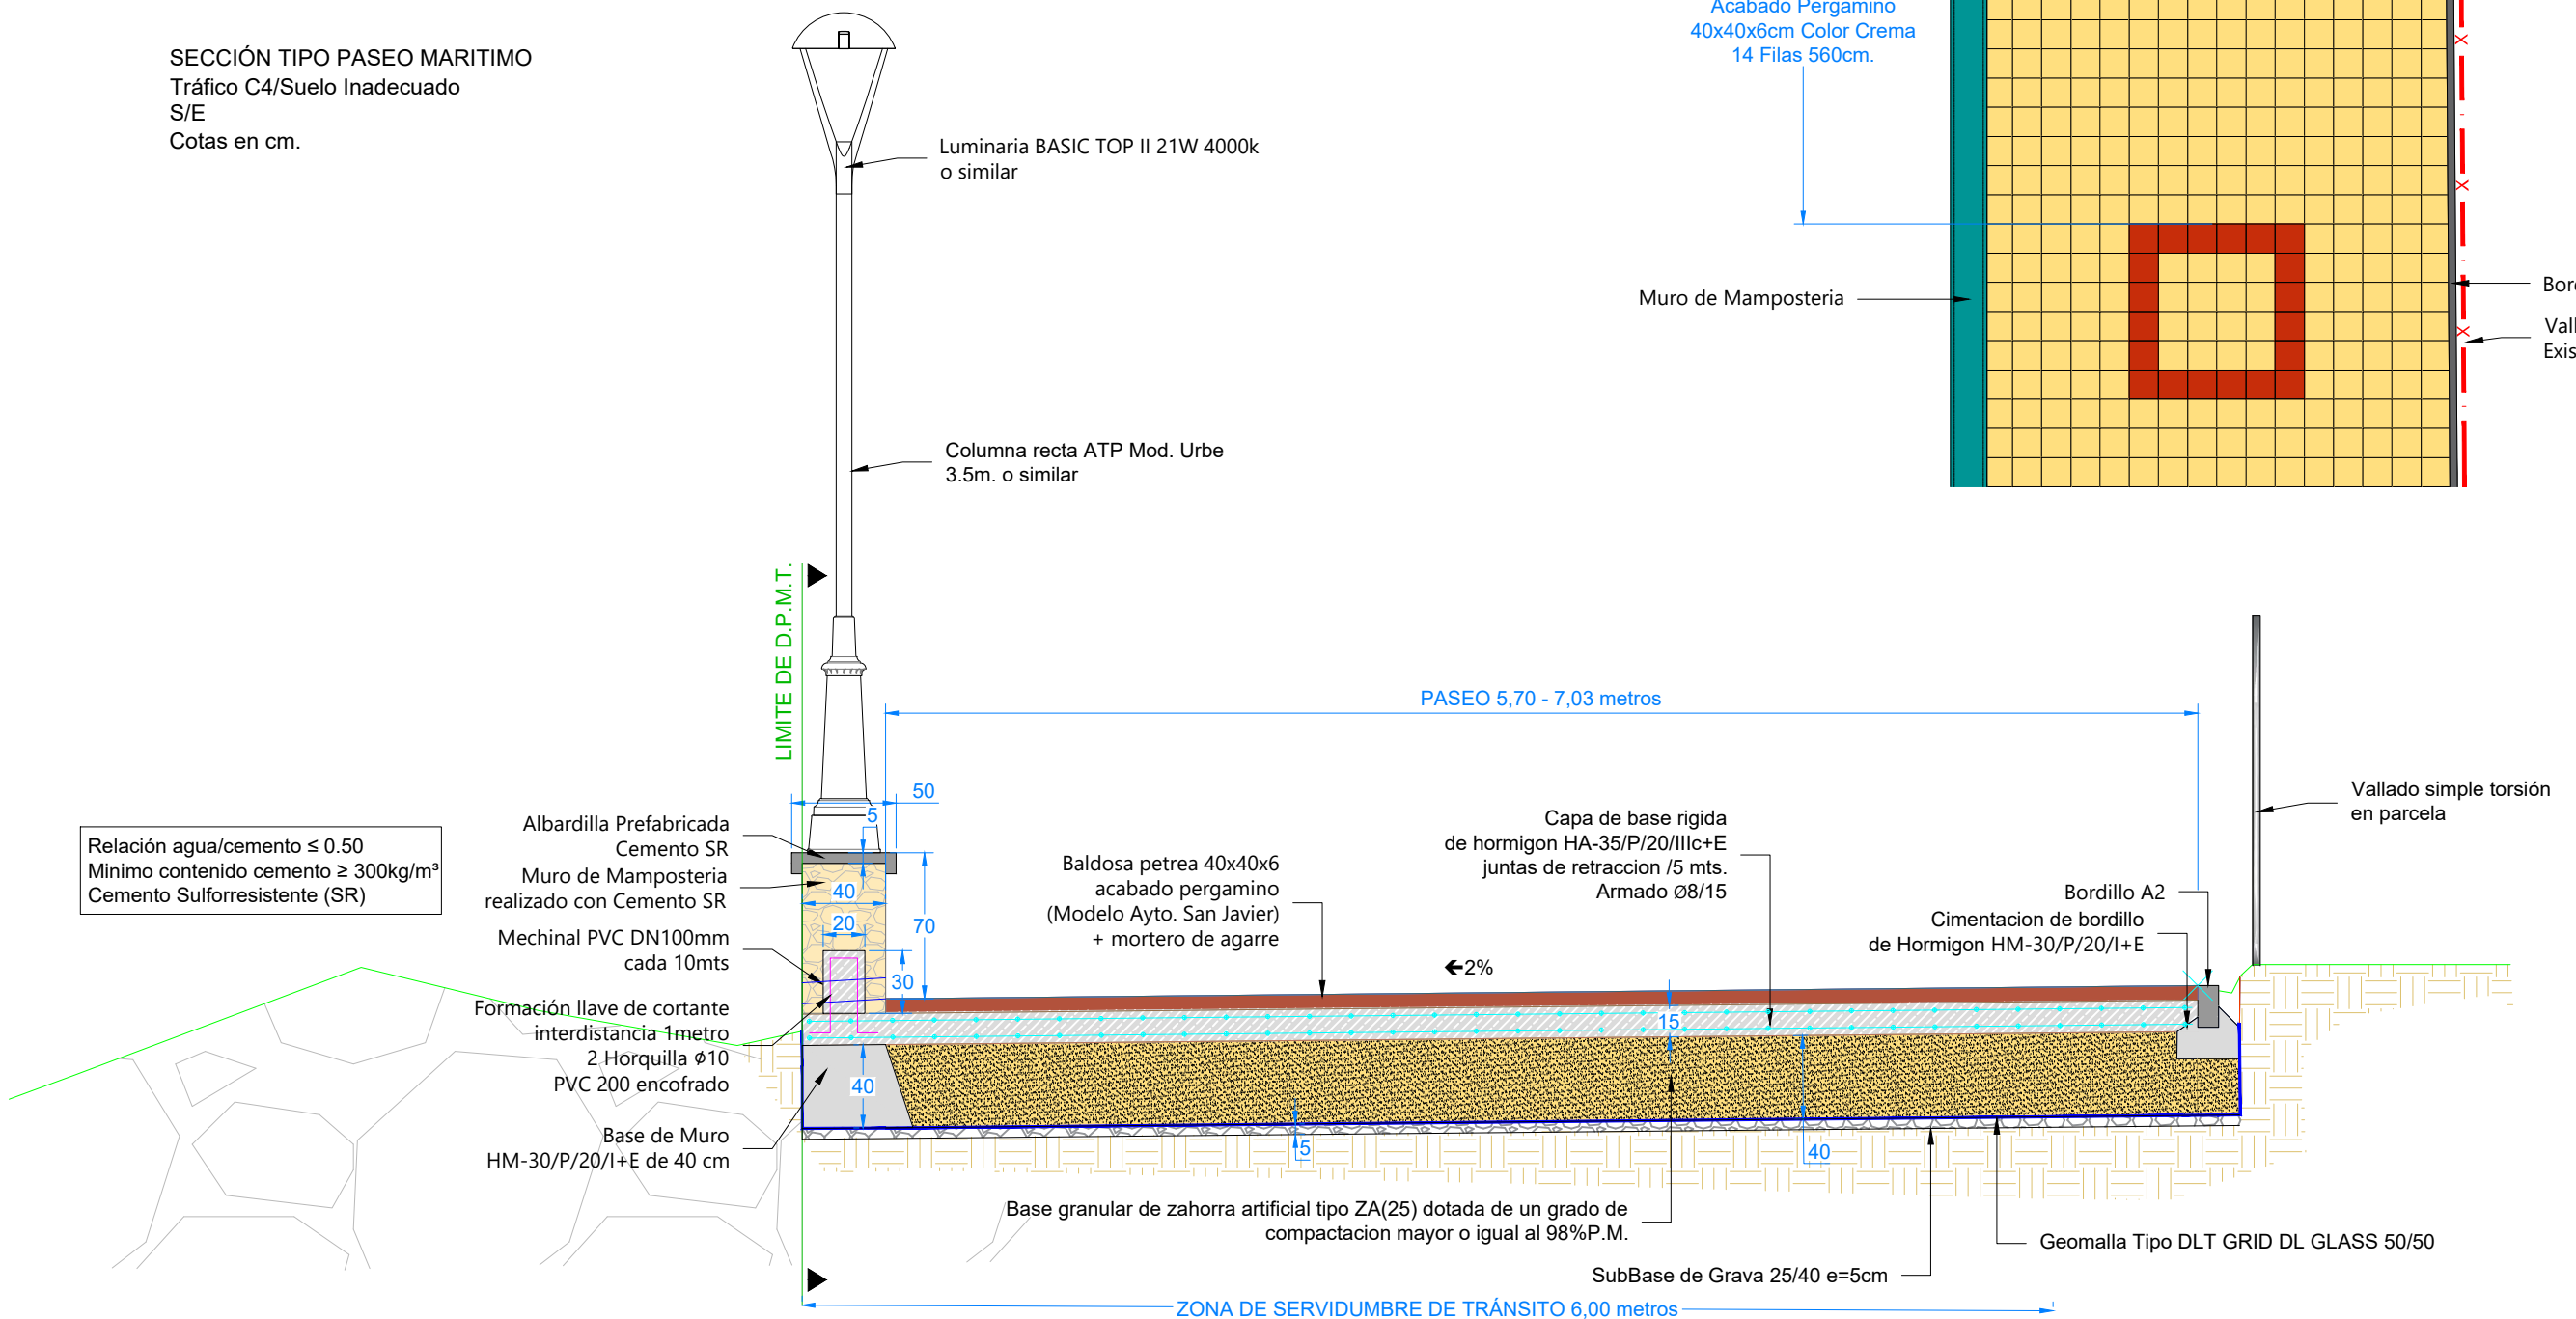 SECCIÓN TIPO PASEO MARITIMO
Tráfico C4/Suelo Inadecuado
S/E
Cotas en cm.
Acabado Pergamino
40x40x6cm Color Crema
14 Filas 560cm.
Luminaria BASIC TOP II 21W 4000k
o similar
Muro de Mamposteria
Columna recta ATP Mod. Urbe
3.5m. o similar
LIMITE DE D.P.M.T.
PASEO 5,70 - 7,03 metros
50
5
40
20
70
30
Relación agua/cemento ≤ 0.50
Minimo contenido cemento ≥ 300kg/m³
Cemento Sulforresistente (SR)
Albardilla Prefabricada
Cemento SR
Muro de Mamposteria
realizado con Cemento SR
Mechinal PVC DN100mm
cada 10mts
Formación llave de cortante
interdistancia 1metro
2 Horquilla Ø10
PVC 200 encofrado
Base de Muro
HM-30/P/20/I+E de 40 cm
Baldosa petrea 40x40x6
acabado pergamino
(Modelo Ayto. San Javier)
+ mortero de agarre
Capa de base rigida
de hormigon HA-35/P/20/IIIc+E
juntas de retraccion /5 mts.
Armado Ø8/15
2%
Bordillo A2
Cimentacion de bordillo
de Hormigon HM-30/P/20/I+E
Vallado simple torsión
en parcela
15
40
5
40
Base granular de zahorra artificial tipo ZA(25) dotada de un grado de
compactacion mayor o igual al 98%P.M.
Geomalla Tipo DLT GRID DL GLASS 50/50
SubBase de Grava 25/40 e=5cm
ZONA DE SERVIDUMBRE DE TRÁNSITO 6,00 metros